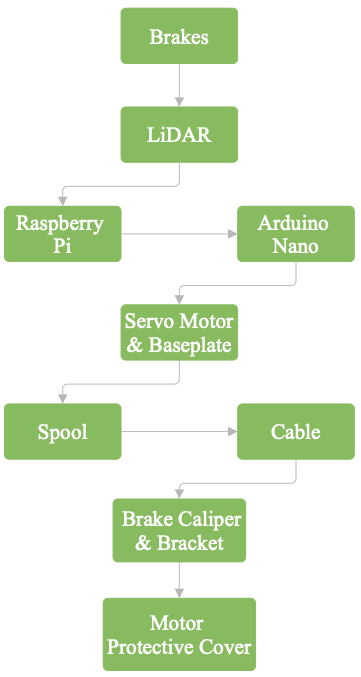 Brakes
LiDAR
Raspberry
Pi
Arduino
Nano
Servo Motor
& Baseplate
Spool
Cable
Brake Caliper
& Bracket
Motor
Protective Cover